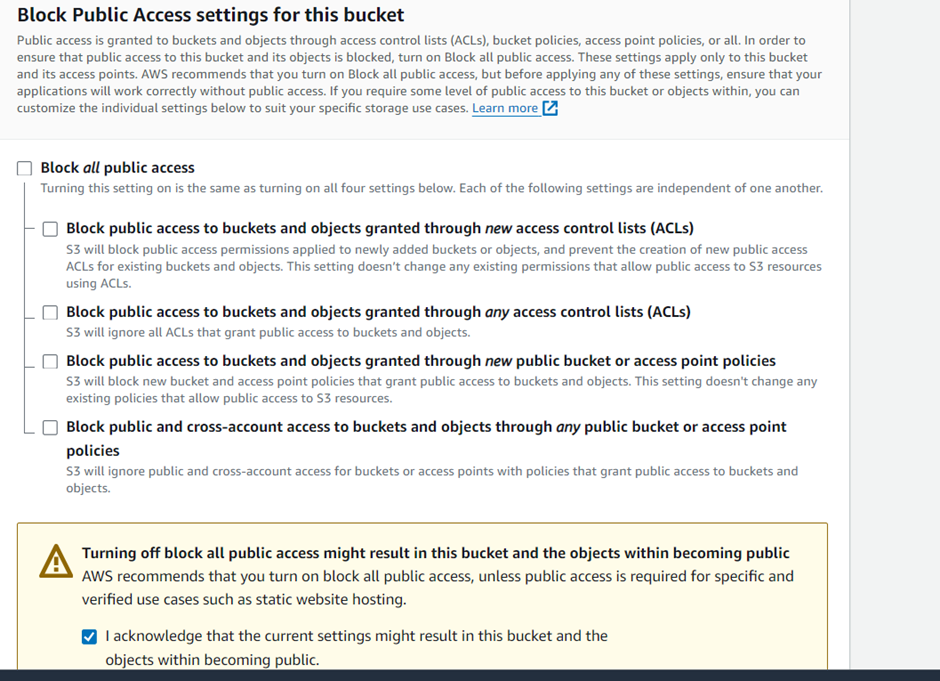 Block Public Access settings for this bucket
Public access is granted to buckets and objects through access control lists (ACLs), bucket policies, access point policies, or all. In order to
ensure that public access to this bucket and its objects is blocked, turn on Block all public access. These settings apply only to this bucket
and its access points. AWS recommends that you turn on Block all public access, but before applying any of these settings, ensure that your
applications will work correctly without public access. If you require some level of public access to this bucket or objects within, you can
customize the individual settings below to suit your specific storage use cases. Learn more
Block all public access
Turning this setting on is the same as turning on all four settings below. Each of the following settings are independent of one another.
Block public access to buckets and objects granted through new access control lists (ACLs)
S3 will block public access permissions applied to newly added buckets or objects, and prevent the creation of new public access
ACLs for existing buckets and objects. This setting doesn't change any existing permissions that allow public access to S3 resources
using ACLs.
Block public access to buckets and objects granted through any access control lists (ACLs)
S3 will ignore all ACLs that grant public access to buckets and objects.
Block public access to buckets and objects granted through new public bucket or access point policies
S3 will block new bucket and access point policies that grant public access to buckets and objects. This setting doesn't change any
existing policies that allow public access to S3 resources.
Block public and cross-account access to buckets and objects through any public bucket or access point
policies
S3 will ignore public and cross-account access for buckets or access points with policies that grant public access to buckets and
objects.
Turning off block all public access might result in this bucket and the objects within becoming public
AWS recommends that you turn on block all public access, unless public access is required for specific and
verified use cases such as static website hosting.
I acknowledge that the current settings might result in this bucket and the
objects within becoming public.